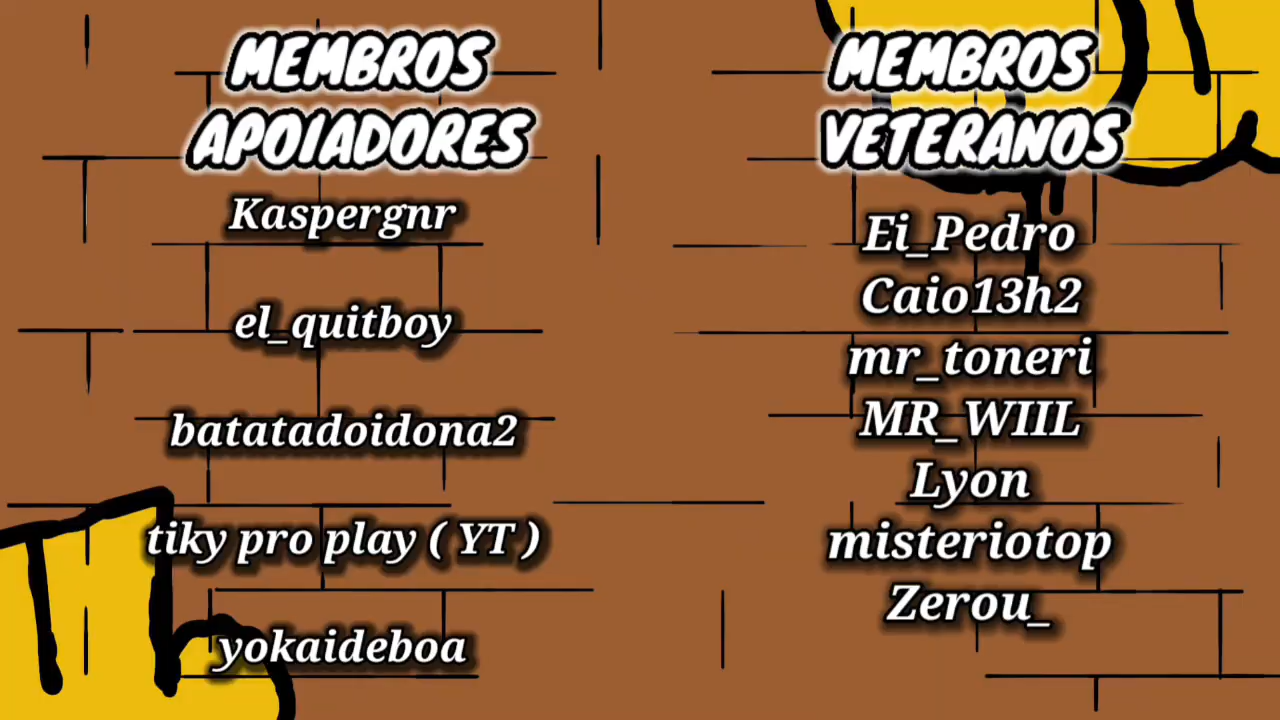 MEMBROS
APOIADORES
Kaspergnr
el_quitboy
batatadoidona2
tiky pro play ( YT )
yokaideboa
MEMBROS
VETERANOS
Ei_Pedro
Caio13h2
mr_toneri
MR_WIIL
Lyon
misteriotop
Zerou_